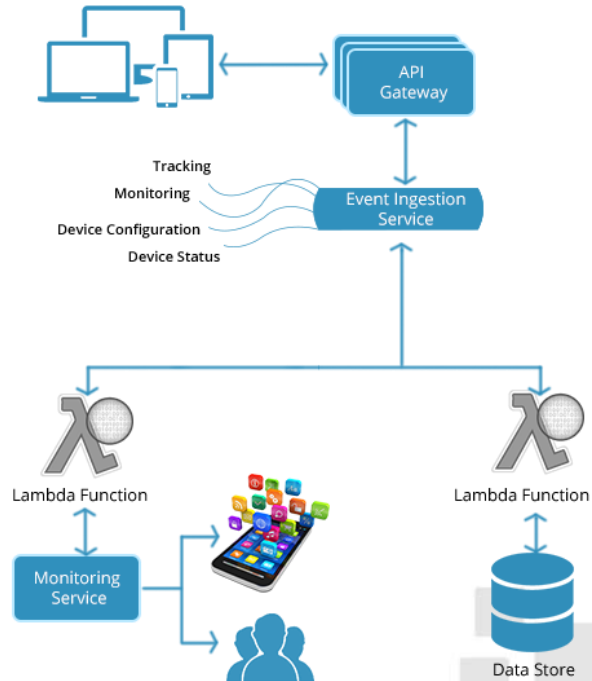 API
Gateway
Tracking
Monitoring
Device Configuration
Device Status
Event Ingestion
Service
Lambda Function
Lambda Function
Monitoring
Service
Data Store